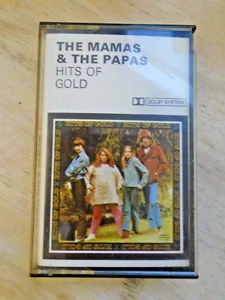 THE MAMAS
& THE PAPAS
HITS OF
GOLD
DOLBY SYSTEM